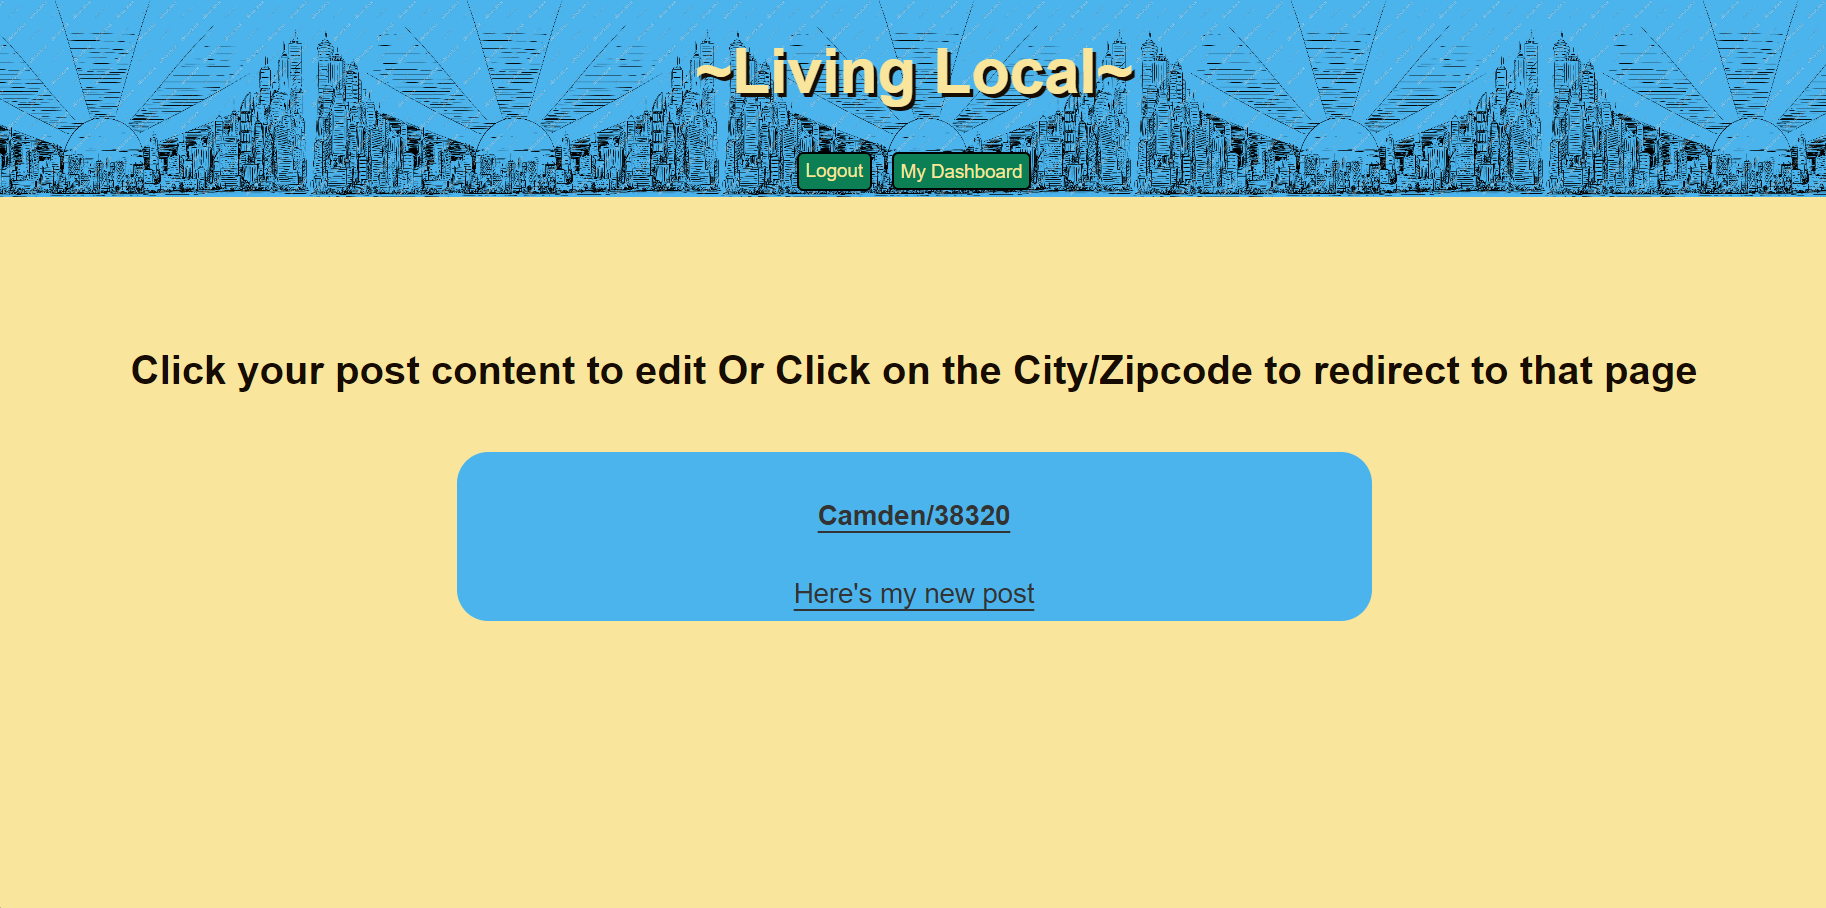 ~Living Local~
Logout My Dashboard
Click your post content to edit Or Click on the City/Zipcode to redirect to that page
Camden/38320
Here's my new post